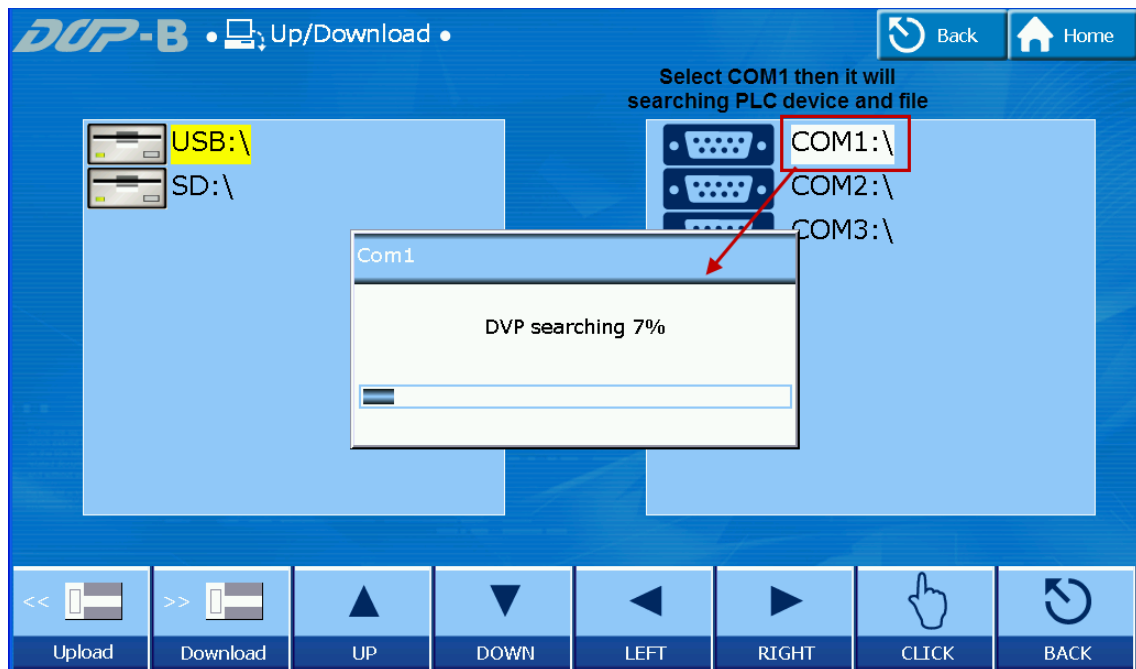 DOP-B • Up/Download •
Back
Home
Select COM1 then it will
searching PLC device and file
USB:\
SD:\
COM1:\
COM2:\
COM3:\
Com1
DVP searching 7%
<<
>>
Upload
Download
UP
DOWN
LEFT
RIGHT
CLICK
BACK